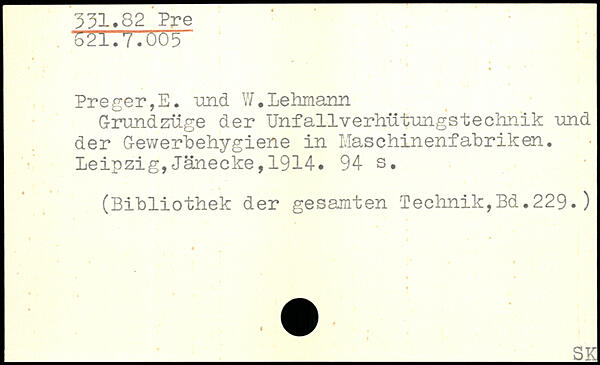 331.82 Pre
621.7.005
Preger,E. und W.Lehmann
Grundzüge der Unfallverhütungstechnik und
der Gewerbehygiene in Maschinenfabriken.
Leipzig,Jänecke,1914. 94 s.
(Bibliothek der gesamten Technik,Bd.229.)
SK